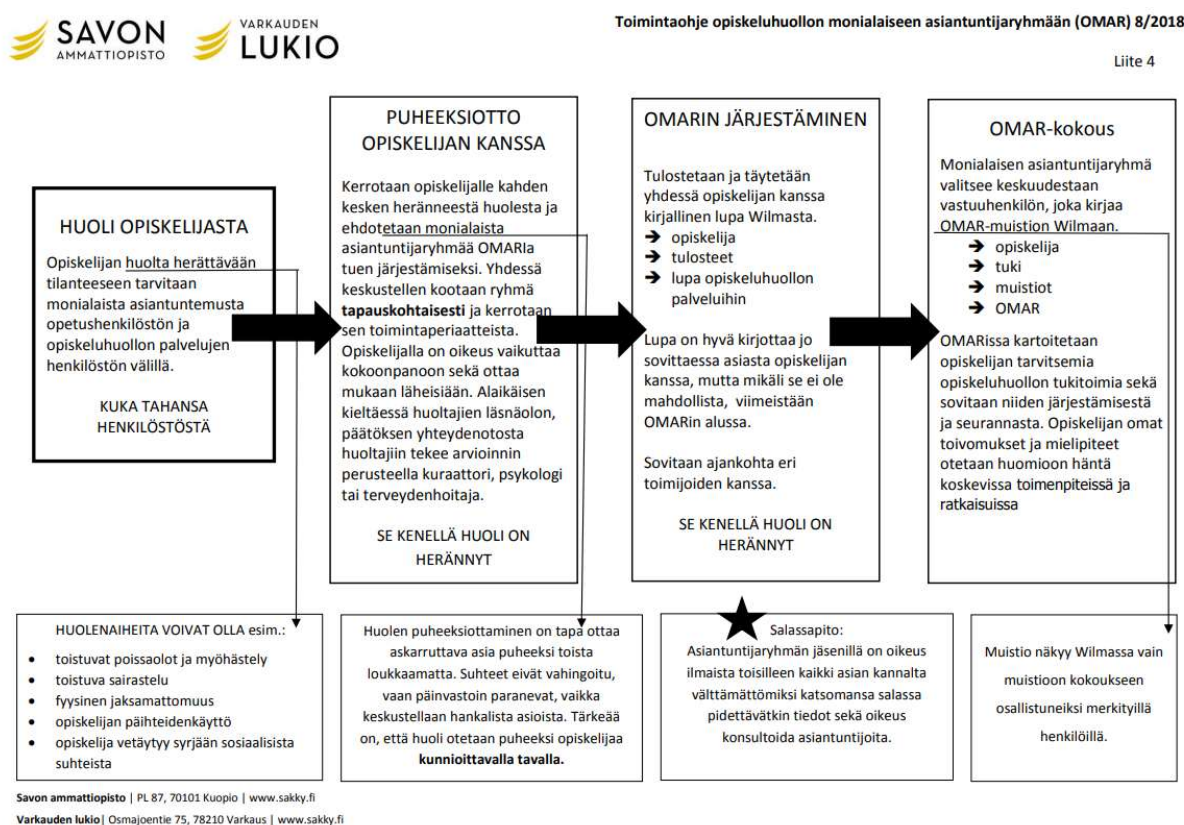 SAVON
AMMATTIOPISTO
VARKAUDEN
LUKIO
Toimintaohje opiskeluhuollon monialaiseen asiantuntijaryhmään (OMAR) 8/2018
Liite 4
HUOLI OPISKELIJASTA
Opiskelijan huolta herättävään
tilanteeseen tarvitaan
monialaista asiantuntemusta
opetushenkilöstön ja
opiskeluhuollon palvelujen
henkilöstön välillä.
KUKA TAHANSA
HENKILÖSTÖSTÄ
PUHEEKSIOTTO
OPISKELIJAN KANSSA
Kerrotaan opiskelijalle kahden
kesken heränneestä huolesta ja
ehdotetaan monialaista
asiantuntijaryhmää OMARIa
tuen järjestämiseksi. Yhdessä
keskustellen kootaan ryhmä
tapauskohtaisesti ja kerrotaan
sen toimintaperiaatteista.
Opiskelijalla on oikeus vaikuttaa
kokoonpanoon sekä ottaa
mukaan läheisiään. Alaikäisen
kieltäessä huoltajien läsnäolon,
päätöksen yhteydenotosta
huoltajiin tekee arvioinnin
perusteella kuraattori, psykologi
tai terveydenhoitaja.
SE KENELLÄ HUOLI ON
HERÄNNYT
OMARIN JÄRJESTÄMINEN
Tulostetaan ja täytetään
yhdessä opiskelijan kanssa
kirjallinen lupa Wilmasta.
➔ opiskelija
➔ tulosteet
➔ lupa opiskeluhuollon
palveluihin
Lupa on hyvä kirjottaa jo
sovittaessa asiasta opiskelijan
kanssa, mutta mikäli se ei ole
mahdollista, viimeistään
OMARin alussa.
Sovitaan ajankohta eri
toimijoiden kanssa.
SE KENELLÄ HUOLI ON
HERÄNNYT
OMAR-kokous
Monialaisen asiantuntijaryhmä
valitsee keskuudestaan
vastuuhenkilön, joka kirjaa
OMAR-muistion Wilmaan.
➔ opiskelija
➔ tuki
➔ muistiot
➔ OMAR
OMARissa kartoitetaan
opiskelijan tarvitsemia
opiskeluhuollon tukitoimia sekä
sovitaan niiden järjestämisestä
ja seurannasta. Opiskelijan omat
toivomukset ja mielipiteet
otetaan huomioon häntä
koskevissa toimenpiteissä ja
ratkaisuissa
HUOLENAIHEITA VOIVAT OLLA esim.:
• toistuvat poissaolot ja myöhästely
• toistuva sairastelu
• fyysinen jaksamattomuus
• opiskelijan päihteidenkäyttö
• opiskelija vetäytyy syrjään sosiaalisista
suhteista
Huolen puheeksiottaminen on tapa ottaa
askarruttava asia puheeksi toista
loukkaamatta. Suhteet eivät vahingoitu,
vaan päinvastoin paranevat, vaikka
keskustellaan hankalista asioista. Tärkeää
on, että huoli otetaan puheeksi opiskelijaa
kunnioittavalla tavalla.
Salassapito:
Asiantuntijaryhmän jäsenillä on oikeus
ilmaista toisilleen kaikki asian kannalta
välttämättömiksi katsomansa salassa
pidettävätkin tiedot sekä oikeus
konsultoida asiantuntijoita.
Muistio näkyy Wilmassa vain
muistioon kokoukseen
osallistuneiksi merkityillä
henkilöillä.
Savon ammattiopisto | PL 87, 70101 Kuopio | www.sakky.fi
Varkauden lukio| Osmajoentie 75, 78210 Varkaus | www.sakky.fi